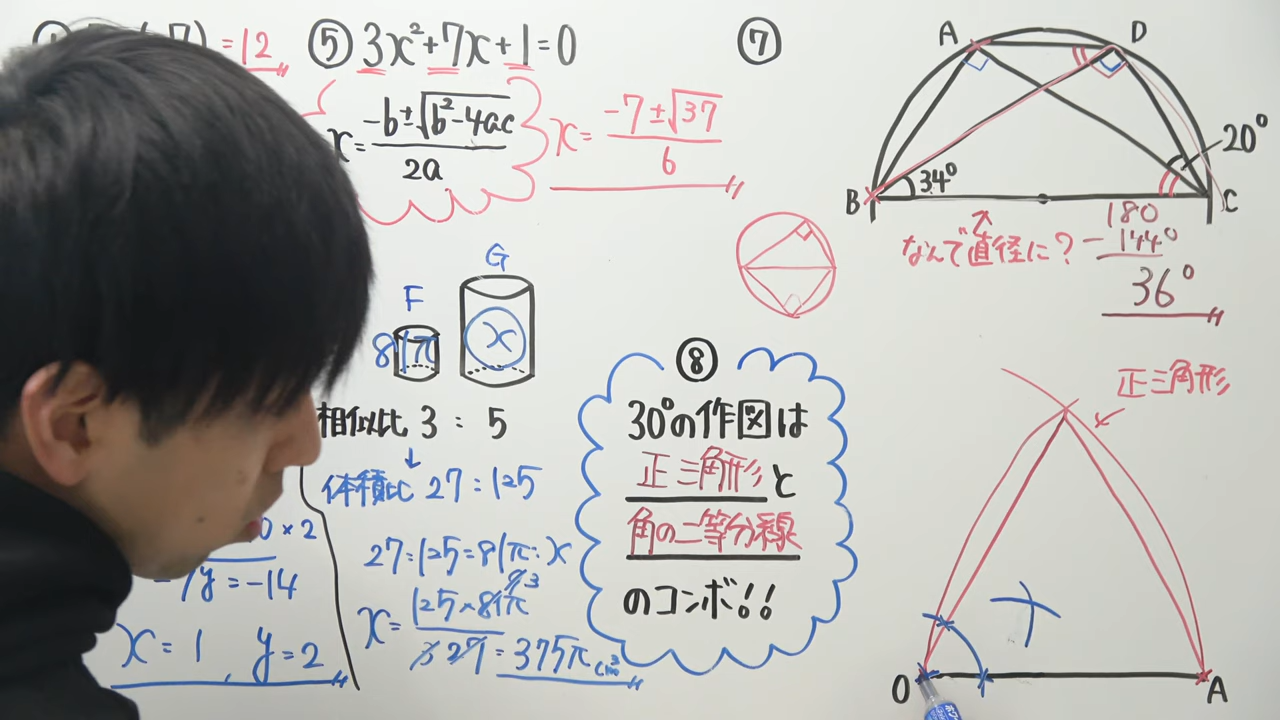 =12
⑤ 3x²+7x+1=0
x= -b±√b²-4ac / 2a
x= -7±√37 / 6
F
G
81π
x
相似比 3 : 5
↓
体積比 27:125
27:125=81π:x
x= 125×81π / 27 =375πcm³
×2
y=-14
x=1, y=2
⑦
A
D
B
C
34°
20°
なんで直径に?
180
-144°
36°
⑧
30°の作図は
正三角形と
角の二等分線
のコンボ!!
正三角形
O
A